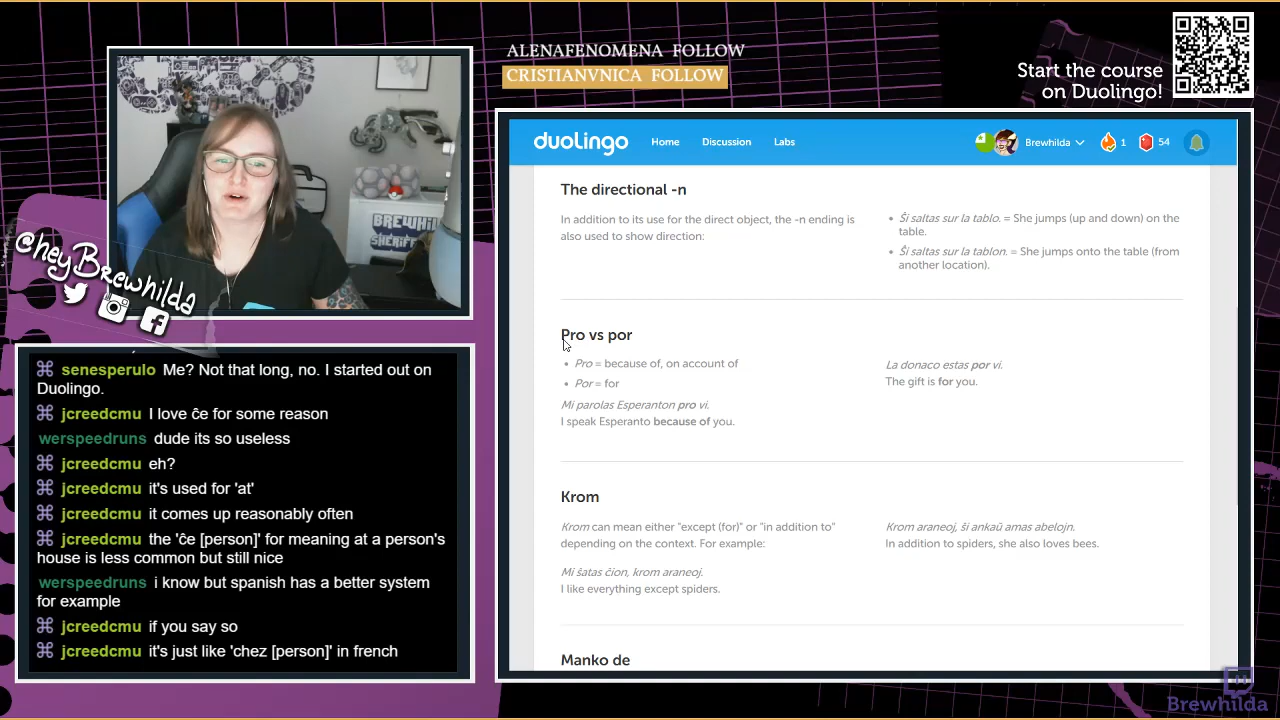 ALENAFENOMENA FOLLOW
CRISTIANVNICA FOLLOW
Start the course
on Duolingo!
@heyBrewhilda
BREWHIL
SHERIFF
senesperulo Me? Not that long, no. I started out on
Duolingo.
jcreedcmu I love ĉe for some reason
werspeedruns dude its so useless
jcreedcmu eh?
jcreedcmu it's used for 'at'
jcreedcmu it comes up reasonably often
jcreedcmu the 'ĉe [person]' for meaning at a person's
house is less common but still nice
werspeedruns i know but spanish has a better system
for example
jcreedcmu if you say so
jcreedcmu it's just like 'chez [person]' in french
duolingo Home Discussion Labs Brewhilda 1 54
The directional -n
In addition to its use for the direct object, the -n ending is
also used to show direction:
• Ŝi saltas sur la tablo. = She jumps (up and down) on the
table.
• Ŝi saltas sur la tablon. = She jumps onto the table (from
another location).
Pro vs por
• Pro = because of, on account of
• Por = for
Mi parolas Esperanton pro vi.
I speak Esperanto because of you.
La donaco estas por vi.
The gift is for you.
Krom
Krom can mean either "except (for)" or "in addition to"
depending on the context. For example:
Mi ŝatas ĉion, krom araneoj.
I like everything except spiders.
Krom araneoj, ŝi ankaŭ amas abelojn.
In addition to spiders, she also loves bees.
Manko de
Brewhilda